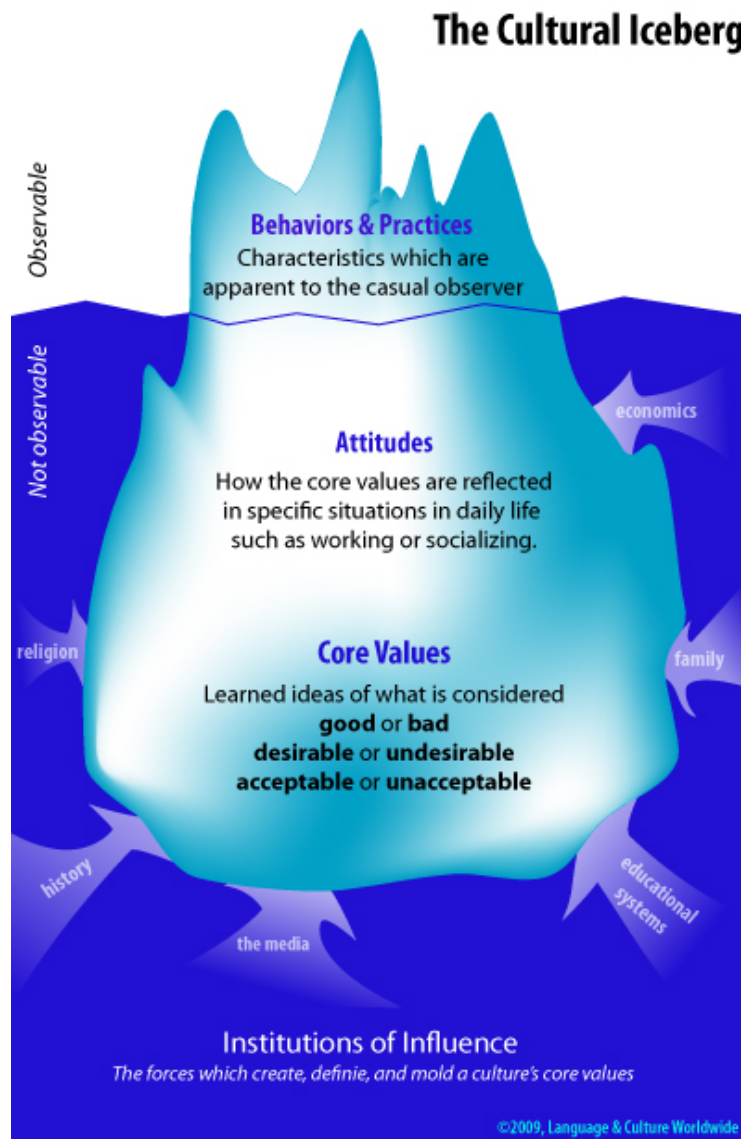 The Cultural Iceberg
Observable
Behaviors & Practices
Characteristics which are
apparent to the casual observer
Not observable
economics
Attitudes
How the core values are reflected
in specific situations in daily life
such as working or socializing.
religion
family
Core Values
Learned ideas of what is considered
good or bad
desirable or undesirable
acceptable or unacceptable
history
the media
educational
systems
Institutions of Influence
The forces which create, definie, and mold a culture's core values
©2009, Language & Culture Worldwide